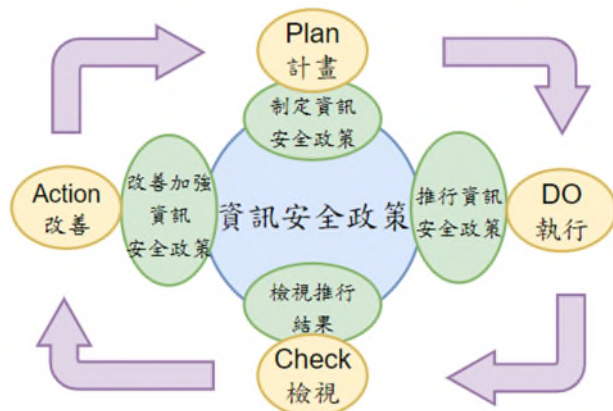 Plan
計畫
制定資訊
安全政策
Action
改善
改善加強
資訊
安全政策
資訊安全政策
推行資訊
安全政策
DO
執行
檢視推行
結果
Check
檢視